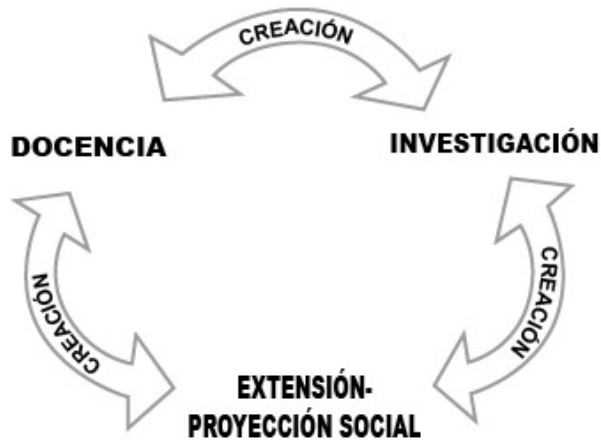 CREACIÓN
DOCENCIA
INVESTIGACIÓN
CREACIÓN
CREACIÓN
EXTENSIÓN-
PROYECCIÓN SOCIAL